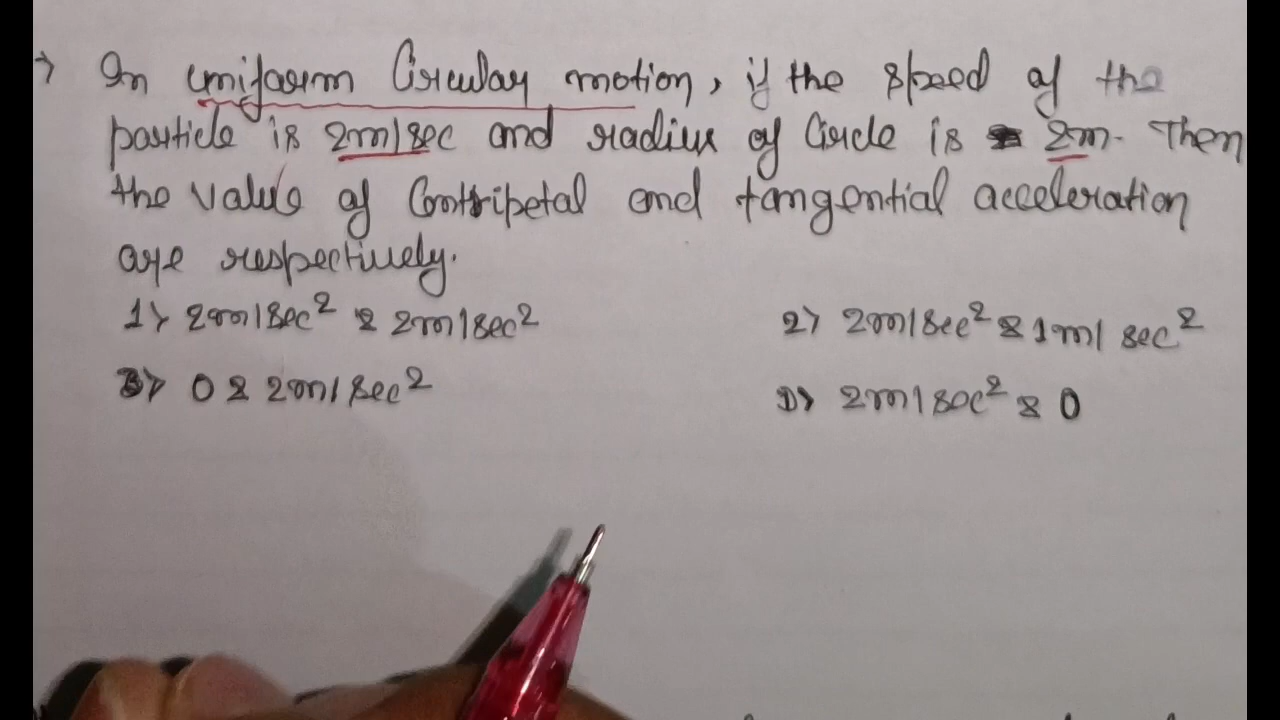 → In uniform Circular motion, if the speed of the
particle is 2m/sec and radius of Circle is 2m. Then
the value of Centripetal and tangential acceleration
are respectively.
1> 2m/sec² & 2m/sec² 2> 2m/sec² & 1m/sec²
3> 0 & 2m/sec² D> 2m/sec² & 0